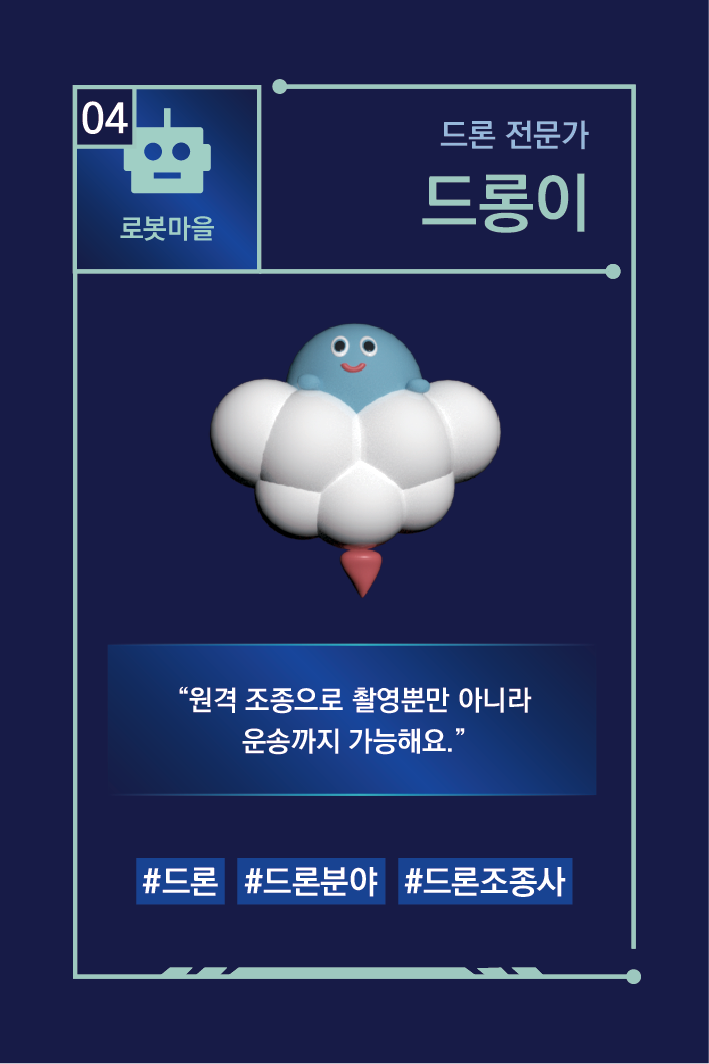 04
로봇마을
드론 전문가
드롱이
“원격 조종으로 촬영뿐만 아니라
운송까지 가능해요.”
#드론 #드론분야 #드론조종사